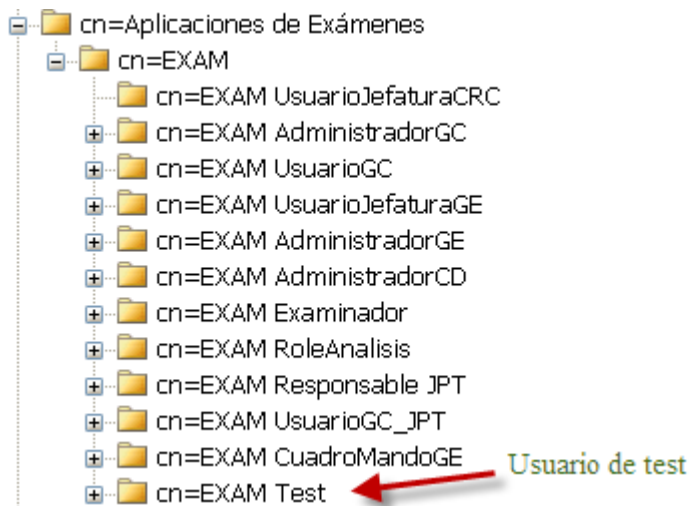 cn=Aplicaciones de Exámenes
cn=EXAM
cn=EXAM UsuarioJefaturaCRC
cn=EXAM AdministradorGC
cn=EXAM UsuarioGC
cn=EXAM UsuarioJefaturaGE
cn=EXAM AdministradorGE
cn=EXAM AdministradorCD
cn=EXAM Examinador
cn=EXAM RoleAnalisis
cn=EXAM Responsable JPT
cn=EXAM UsuarioGC_JPT
cn=EXAM CuadroMandoGE
Usuario de test
cn=EXAM Test